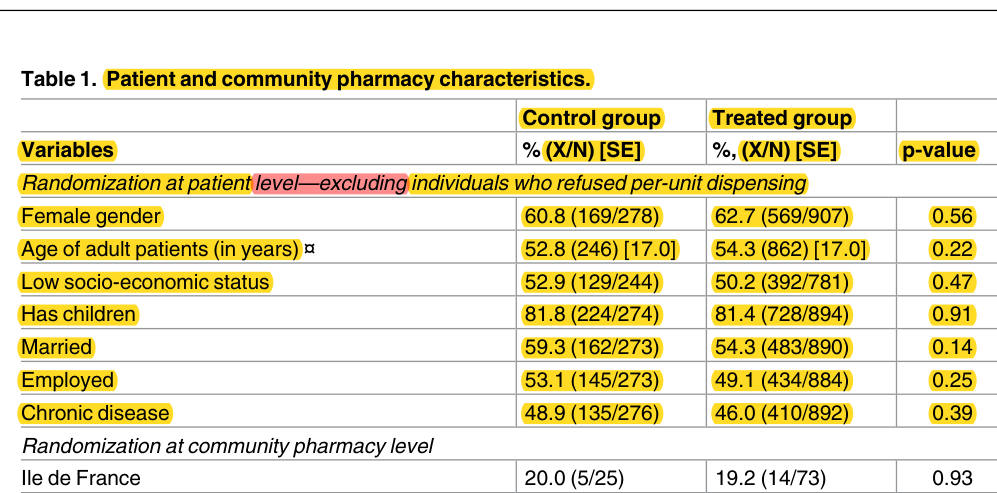 Table 1. Patient and community pharmacy characteristics.
Control group Treated group
Variables % (X/N) [SE] %, (X/N) [SE] p-value
Randomization at patient level—excluding individuals who refused per-unit dispensing
Female gender 60.8 (169/278) 62.7 (569/907) 0.56
Age of adult patients (in years) ¤ 52.8 (246) [17.0] 54.3 (862) [17.0] 0.22
Low socio-economic status 52.9 (129/244) 50.2 (392/781) 0.47
Has children 81.8 (224/274) 81.4 (728/894) 0.91
Married 59.3 (162/273) 54.3 (483/890) 0.14
Employed 53.1 (145/273) 49.1 (434/884) 0.25
Chronic disease 48.9 (135/276) 46.0 (410/892) 0.39
Randomization at community pharmacy level
Ile de France 20.0 (5/25) 19.2 (14/73) 0.93